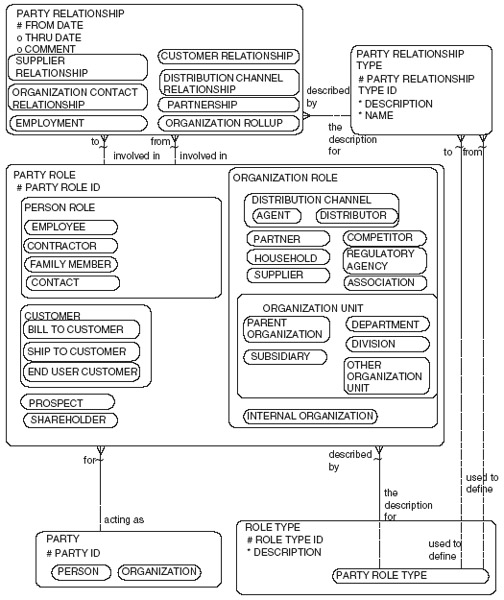 PARTY RELATIONSHIP
# FROM DATE
o THRU DATE
o COMMENT
SUPPLIER
RELATIONSHIP
ORGANIZATION CONTACT
RELATIONSHIP
EMPLOYMENT
CUSTOMER RELATIONSHIP
DISTRIBUTION CHANNEL
RELATIONSHIP
PARTNERSHIP
ORGANIZATION ROLLUP
described
by
the
description
for
PARTY RELATIONSHIP
TYPE
# PARTY RELATIONSHIP
TYPE ID
* DESCRIPTION
* NAME
to
from
involved in
involved in
to
from
PARTY ROLE
# PARTY ROLE ID
PERSON ROLE
EMPLOYEE
CONTRACTOR
FAMILY MEMBER
CONTACT
CUSTOMER
BILL TO CUSTOMER
SHIP TO CUSTOMER
END USER CUSTOMER
PROSPECT
SHAREHOLDER
ORGANIZATION ROLE
DISTRIBUTION CHANNEL
AGENT
DISTRIBUTOR
PARTNER
HOUSEHOLD
SUPPLIER
COMPETITOR
REGULATORY
AGENCY
ASSOCIATION
ORGANIZATION UNIT
PARENT
ORGANIZATION
SUBSIDIARY
DEPARTMENT
DIVISION
OTHER
ORGANIZATION
UNIT
INTERNAL ORGANIZATION
for
acting as
described
by
the
description
for
used to
define
used to
define
PARTY
# PARTY ID
PERSON
ORGANIZATION
ROLE TYPE
# ROLE TYPE ID
* DESCRIPTION
PARTY ROLE TYPE